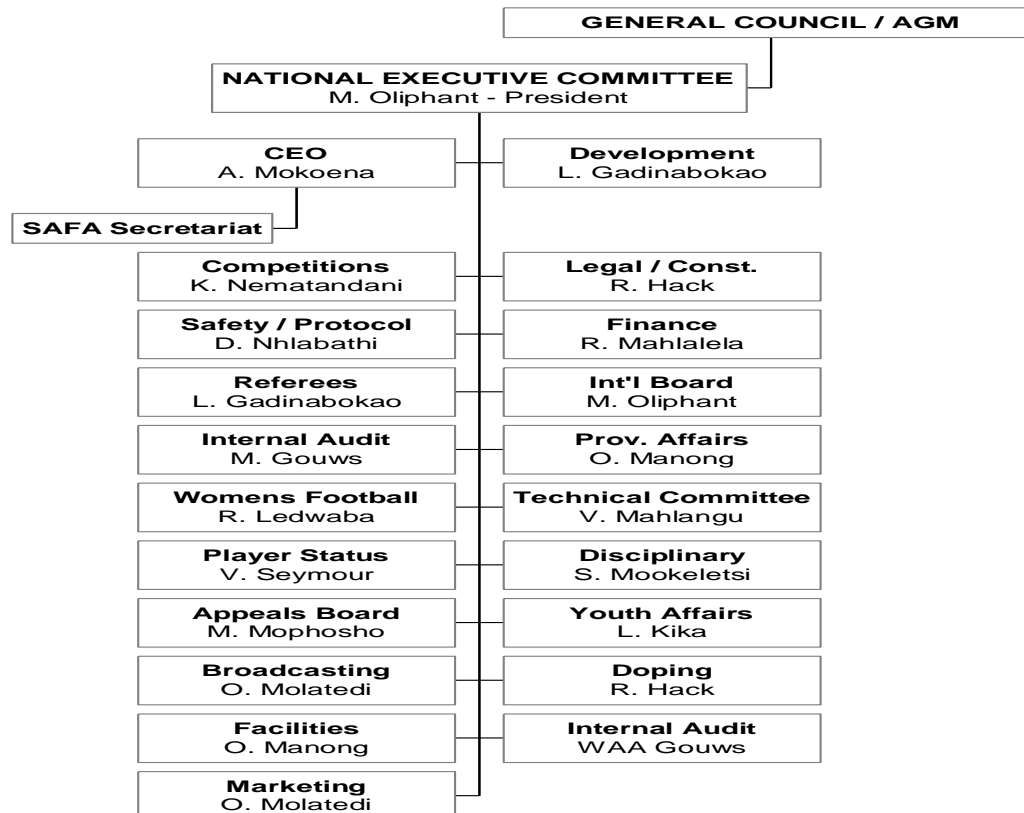 GENERAL COUNCIL / AGM
NATIONAL EXECUTIVE COMMITTEE
M. Oliphant - President
CEO
A. Mokoena
Development
L. Gadinabokao
SAFA Secretariat
Competitions
K. Nematandani
Legal / Const.
R. Hack
Safety / Protocol
D. Nhlabathi
Finance
R. Mahlalela
Referees
L. Gadinabokao
Int'l Board
M. Oliphant
Internal Audit
M. Gouws
Prov. Affairs
O. Manong
Womens Football
R. Ledwaba
Technical Committee
V. Mahlangu
Player Status
V. Seymour
Disciplinary
S. Mookeletsi
Appeals Board
M. Mophosho
Youth Affairs
L. Kika
Broadcasting
O. Molatedi
Doping
R. Hack
Facilities
O. Manong
Internal Audit
WAA Gouws
Marketing
O. Molatedi